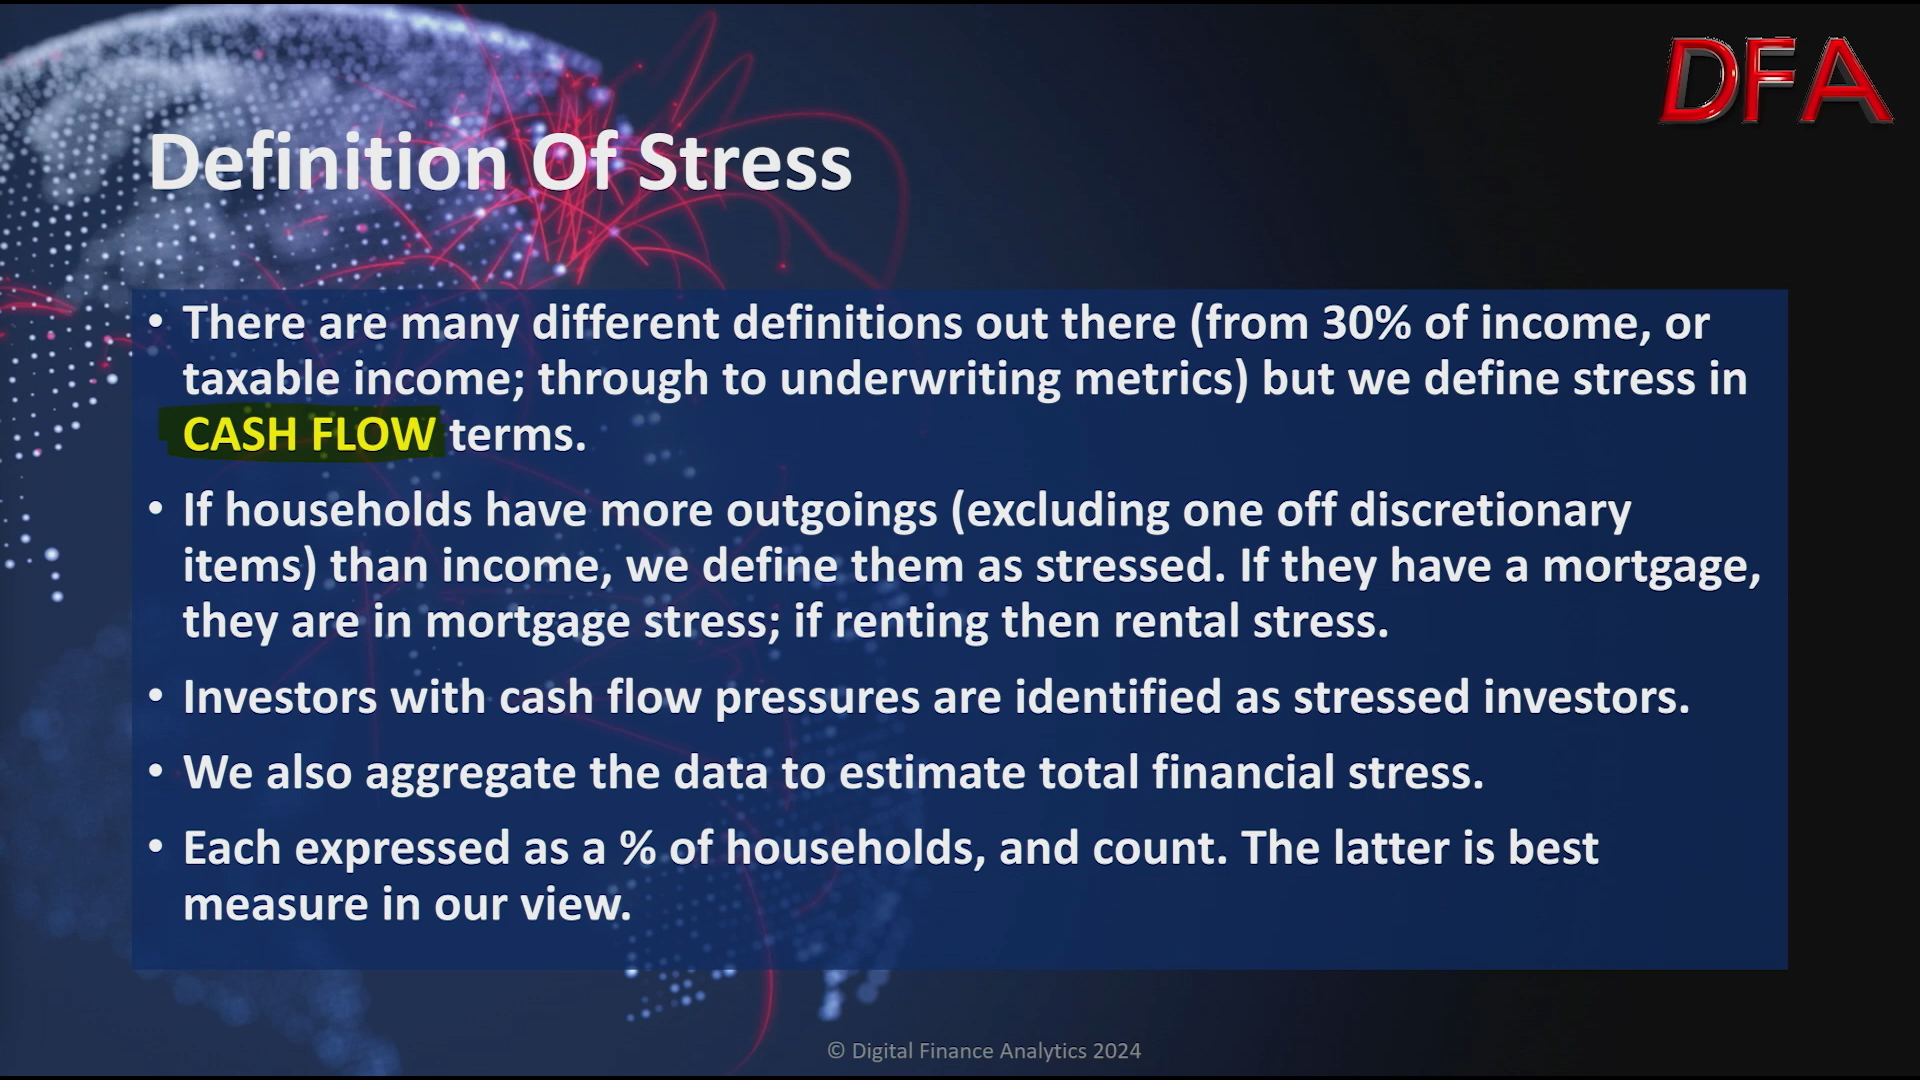 DFA
Definition Of Stress
• There are many different definitions out there (from 30% of income, or
taxable income; through to underwriting metrics) but we define stress in
CASH FLOW terms.
• If households have more outgoings (excluding one off discretionary
items) than income, we define them as stressed. If they have a mortgage,
they are in mortgage stress; if renting then rental stress.
• Investors with cash flow pressures are identified as stressed investors.
• We also aggregate the data to estimate total financial stress.
• Each expressed as a % of households, and count. The latter is best
measure in our view.
© Digital Finance Analytics 2024